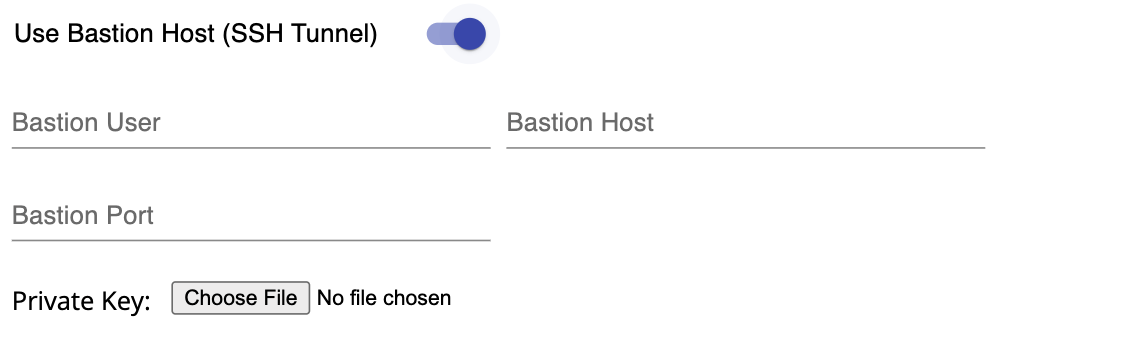 Use Bastion Host (SSH Tunnel)
Bastion User Bastion Host
Bastion Port
Private Key: Choose File No file chosen